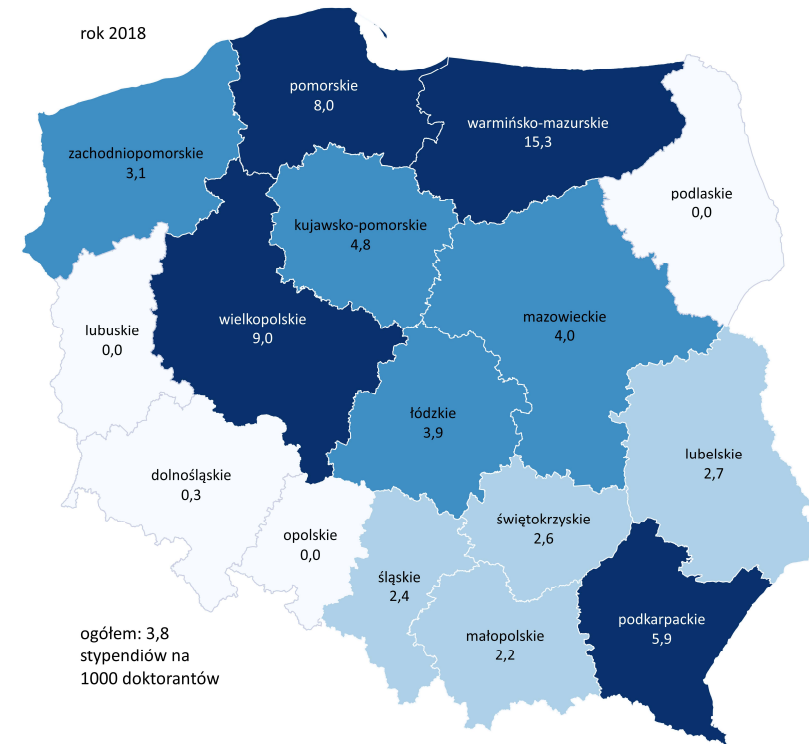 rok 2018
pomorskie
8,0
warmińsko-mazurskie
15,3
zachodniopomorskie
3,1
podlaskie
0,0
kujawsko-pomorskie
4,8
wielkopolskie
9,0
mazowieckie
4,0
lubuskie
0,0
łódzkie
3,9
lubelskie
2,7
dolnośląskie
0,3
świętokrzyskie
2,6
opolskie
0,0
śląskie
2,4
podkarpackie
5,9
małopolskie
2,2
ogółem: 3,8
stypendiów na
1000 doktorantów